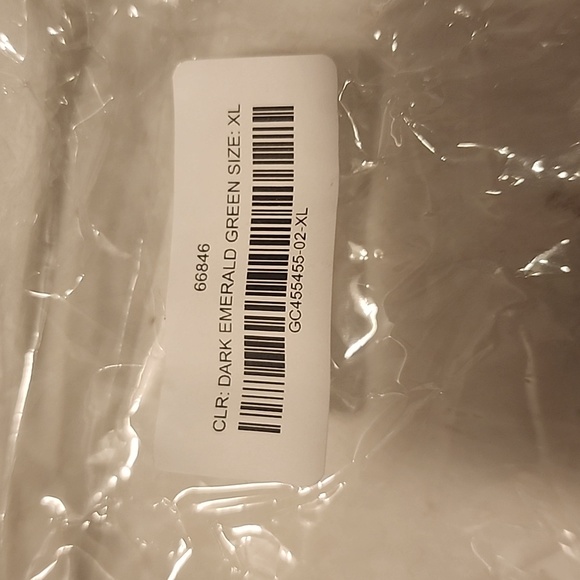 66846
CLR: DARK EMERALD GREEN SIZE: XL
GC455455-02-XL